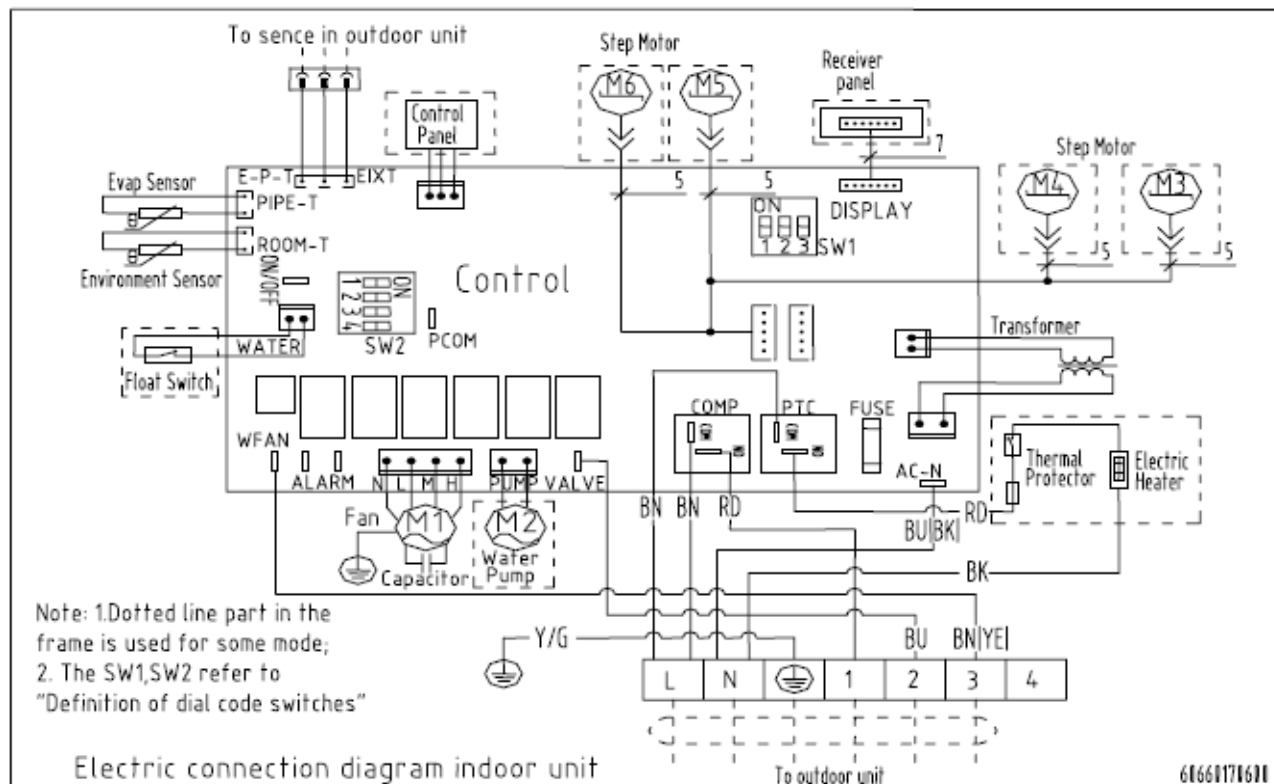 To sence in outdoor unit
Step Motor
M6
M5
Receiver
panel
7
Control
Panel
Step Motor
M4
M3
5
5
5
5
Evap Sensor
E-P-T
EIXT
PIPE-T
ROOM-T
Environment Sensor
ON/OFF
DISPLAY
ON
1 2 3
SW1
Control
1 2 3 4
ON
SW2
PCOM
WATER
Float Switch
Transformer
COMP
PTC
FUSE
WFAN
ALARM
N L M H
PUMP
VALVE
AC-N
Thermal
Protector
Electric
Heater
Fan
M1
M2
Capacitor
Water
Pump
BN
BN
RD
BU(BK)
RD
BK
Note: 1.Dotted line part in the
frame is used for some mode;
2. The SW1,SW2 refer to
"Definition of dial code switches"
Y/G
BU
BN(YE)
L N 1 2 3 4
Electric connection diagram indoor unit
To outdoor unit